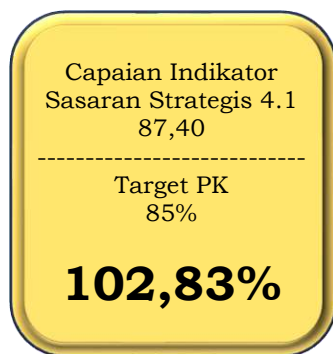 Capaian Indikator
Sasaran Strategis 4.1
87,40
----------------------------
Target PK
85%
102,83%